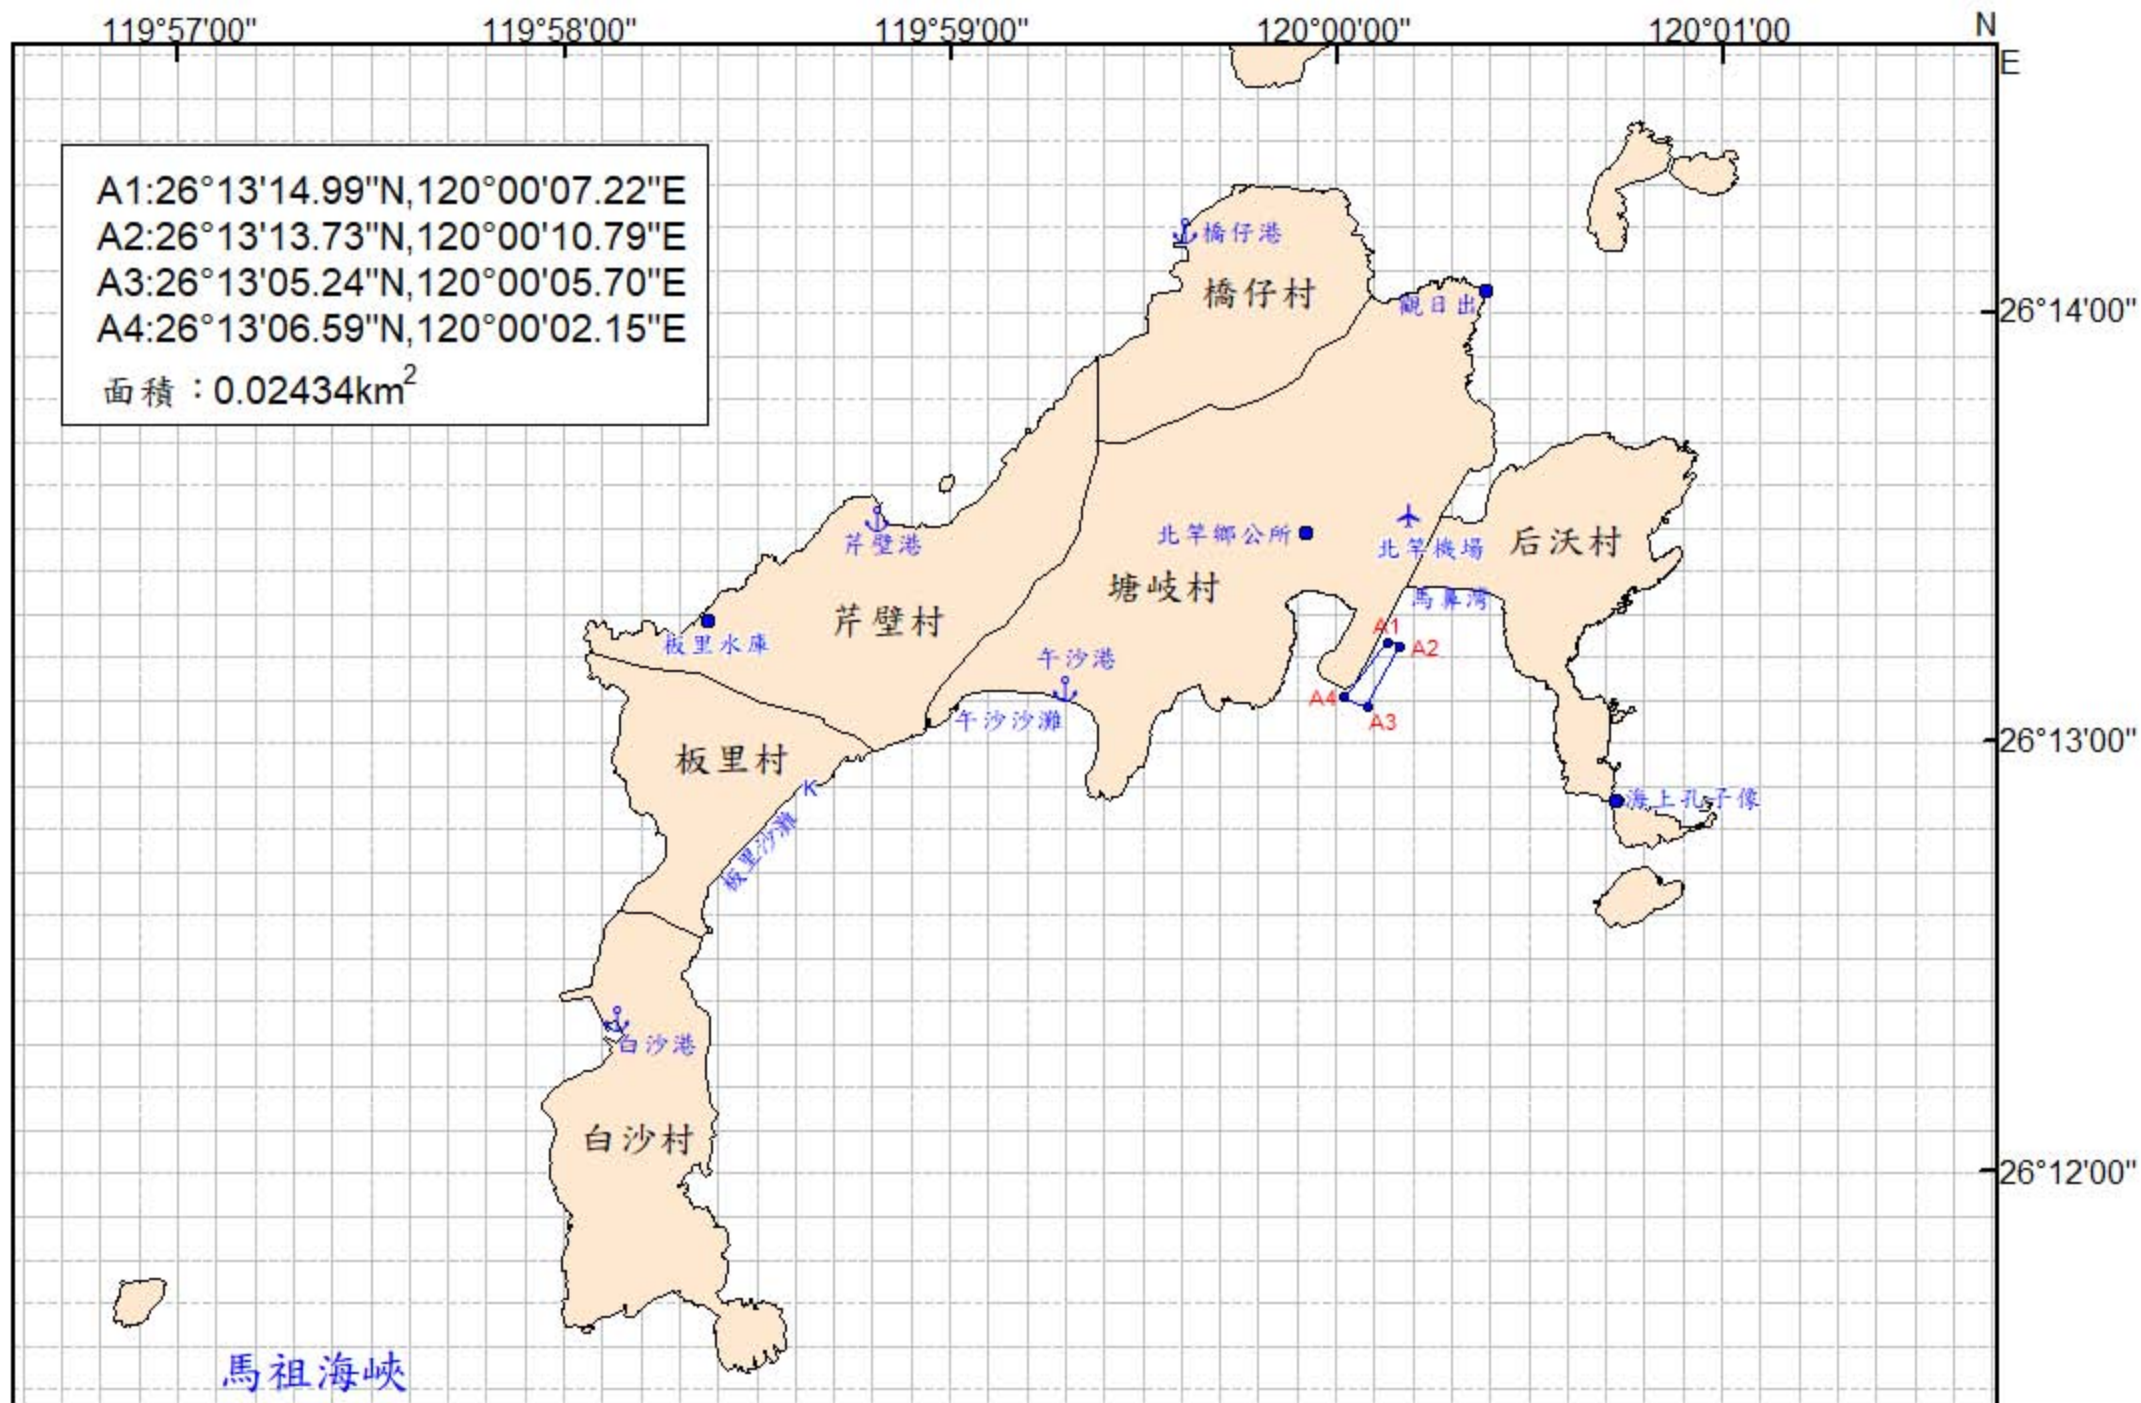 119°57'00"
119°58'00"
119°59'00"
120°00'00"
120°01'00
N
E
A1:26°13'14.99"N,120°00'07.22"E
A2:26°13'13.73"N,120°00'10.79"E
A3:26°13'05.24"N,120°00'05.70"E
A4:26°13'06.59"N,120°00'02.15"E
面積：0.02434km²
橋仔港
橋仔村
觀日出
26°14'00"
北竿鄉公所
北竿機場
后沃村
芹壁港
塘岐村
馬鼻灣
芹壁村
板里水庫
A1
A2
午沙港
A4
A3
午沙沙灘
26°13'00"
板里村
K
海上孔子像
板里沙灘
白沙港
白沙村
26°12'00"
馬祖海峽